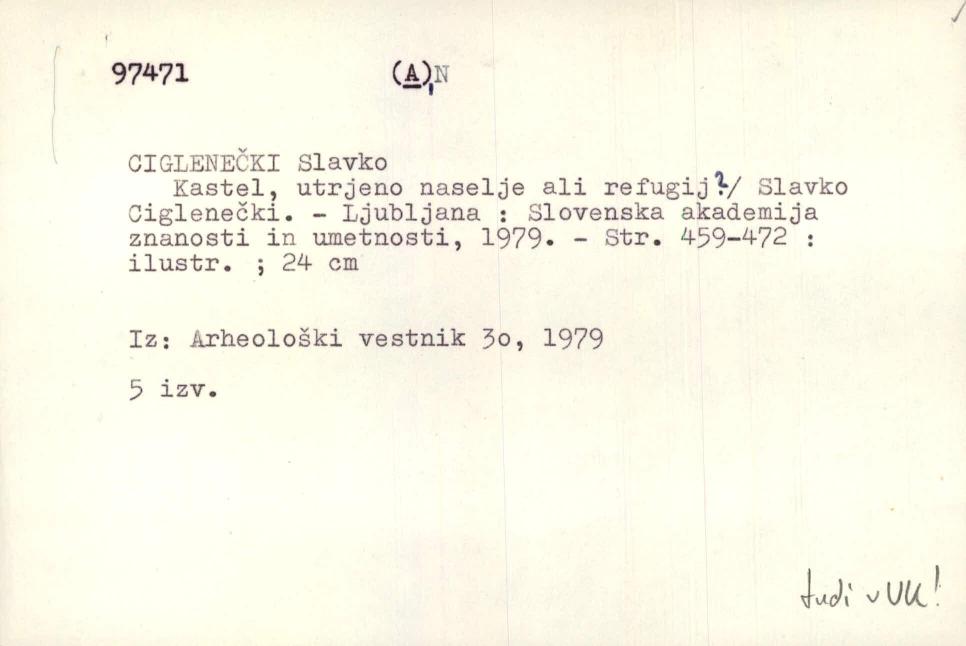 97471 (A),N
CIGLENEČKI Slavko
Kastel, utrjeno naselje ali refugij?/ Slavko
Ciglenečki. - Ljubljana : Slovenska akademija
znanosti in umetnosti, 1979. - Str. 459-472 :
ilustr. ; 24 cm
Iz: Arheološki vestnik 3o, 1979
5 izv.
tudi v UK!